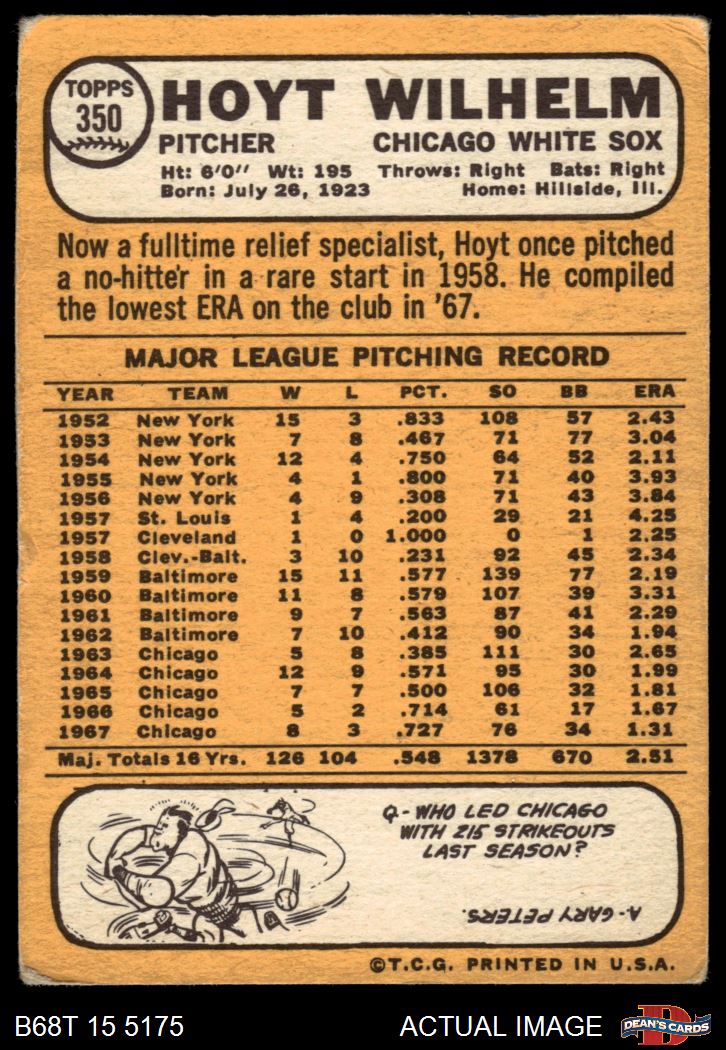 TOPPS
350
HOYT WILHELM
PITCHER CHICAGO WHITE SOX
Ht: 6'0" Wt: 195 Throws: Right Bats: Right
Born: July 26, 1923 Home: Hillside, Ill.
Now a fulltime relief specialist, Hoyt once pitched
a no-hitter in a rare start in 1958. He compiled
the lowest ERA on the club in '67.
MAJOR LEAGUE PITCHING RECORD
YEAR TEAM W L PCT. SO BB ERA
1952 New York 15 3 .833 108 57 2.43
1953 New York 7 8 .467 71 77 3.04
1954 New York 12 4 .750 64 52 2.11
1955 New York 4 1 .800 71 40 3.93
1956 New York 4 9 .308 71 43 3.84
1957 St. Louis 1 4 .200 29 21 4.25
1957 Cleveland 1 0 1.000 0 1 2.25
1958 Clev.-Balt. 3 10 .231 92 45 2.34
1959 Baltimore 15 11 .577 139 77 2.19
1960 Baltimore 11 8 .579 107 39 3.31
1961 Baltimore 9 7 .563 87 41 2.29
1962 Baltimore 7 10 .412 90 34 1.94
1963 Chicago 5 8 .385 111 30 2.65
1964 Chicago 12 9 .571 95 30 1.99
1965 Chicago 7 7 .500 106 32 1.81
1966 Chicago 5 2 .714 61 17 1.67
1967 Chicago 8 3 .727 76 34 1.31
Maj. Totals 16 Yrs. 126 104 .548 1378 670 2.51
Q- WHO LED CHICAGO
WITH 215 STRIKEOUTS
LAST SEASON?
A- GARY PETERS.
©T.C.G. PRINTED IN U.S.A.
B68T 15 5175 ACTUAL IMAGE
DEAN'S CARDS